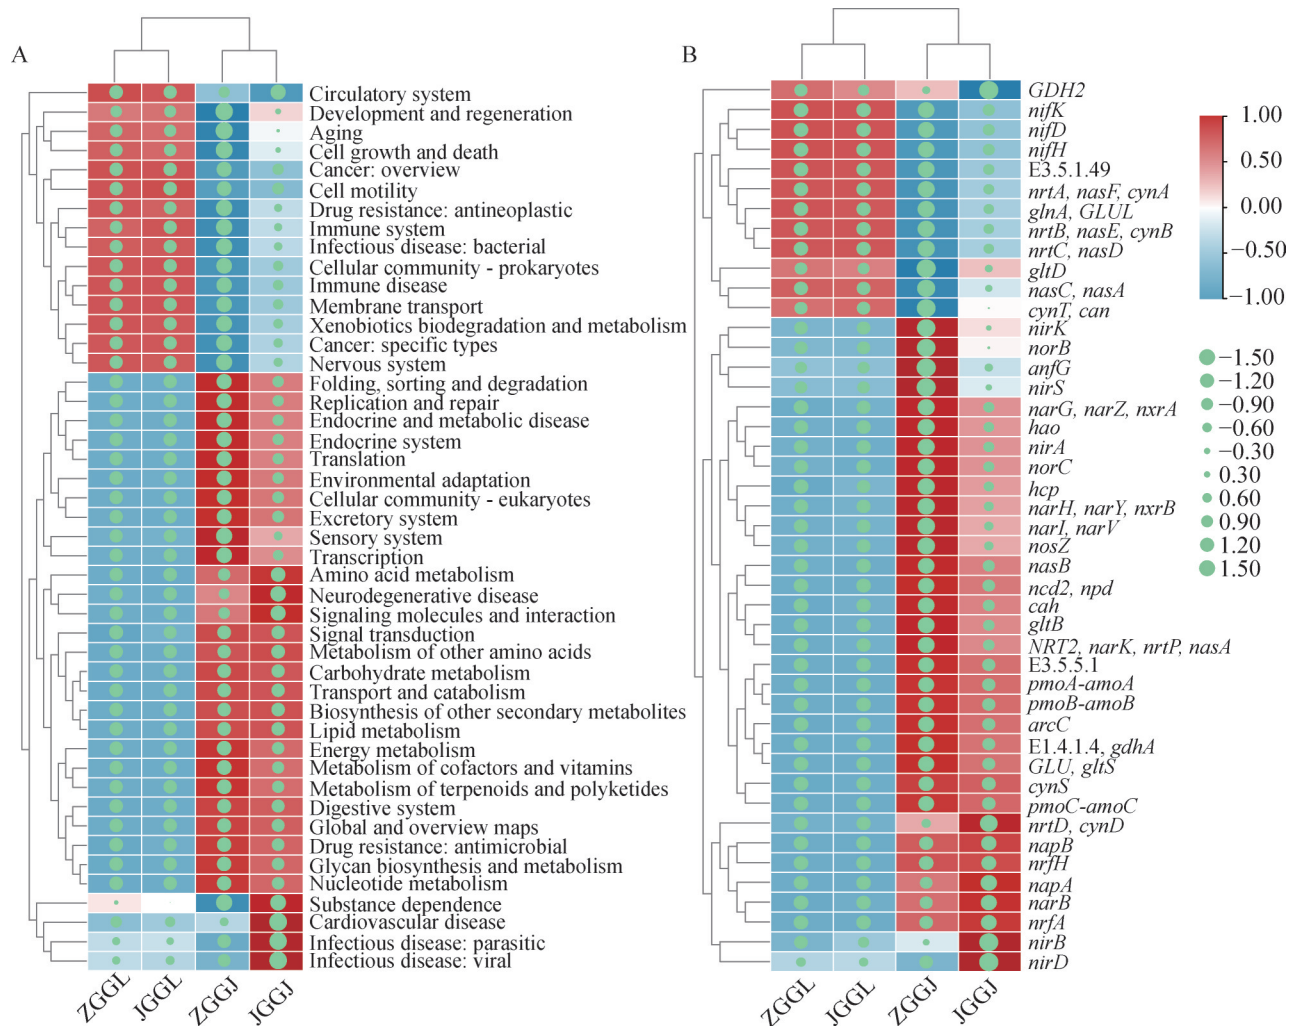 A
Circulatory system
Development and regeneration
Aging
Cell growth and death
Cancer: overview
Cell motility
Drug resistance: antineoplastic
Immune system
Infectious disease: bacterial
Cellular community - prokaryotes
Immune disease
Membrane transport
Xenobiotics biodegradation and metabolism
Cancer: specific types
Nervous system
Folding, sorting and degradation
Replication and repair
Endocrine and metabolic disease
Endocrine system
Translation
Environmental adaptation
Cellular community - eukaryotes
Excretory system
Sensory system
Transcription
Amino acid metabolism
Neurodegenerative disease
Signaling molecules and interaction
Signal transduction
Metabolism of other amino acids
Carbohydrate metabolism
Transport and catabolism
Biosynthesis of other secondary metabolites
Lipid metabolism
Energy metabolism
Metabolism of cofactors and vitamins
Metabolism of terpenoids and polyketides
Digestive system
Global and overview maps
Drug resistance: antimicrobial
Glycan biosynthesis and metabolism
Nucleotide metabolism
Substance dependence
Cardiovascular disease
Infectious disease: parasitic
Infectious disease: viral
ZGGL JGGL ZGGJ JGGJ
B
GDH2
nifK
nifD
nifH
E3.5.1.49
nrtA, nasF, cynA
glnA, GLUL
nrtB, nasE, cynB
nrtC, nasD
gltD
nasC, nasA
cynT, can
nirK
norB
anfG
nirS
narG, narZ, nxrA
hao
nirA
norC
hcp
narH, narY, nxrB
narI, narV
nosZ
nasB
ncd2, npd
cah
gltB
NRT2, narK, nrtP, nasA
E3.5.5.1
pmoA-amoA
pmoB-amoB
arcC
E1.4.1.4, gdhA
GLU, gltS
cynS
pmoC-amoC
nrtD, cynD
napB
nrfH
napA
narB
nrfA
nirB
nirD
ZGGL JGGL ZGGJ JGGJ
1.00
0.50
0.00
−0.50
−1.00
−1.50
−1.20
−0.90
−0.60
−0.30
0.30
0.60
0.90
1.20
1.50